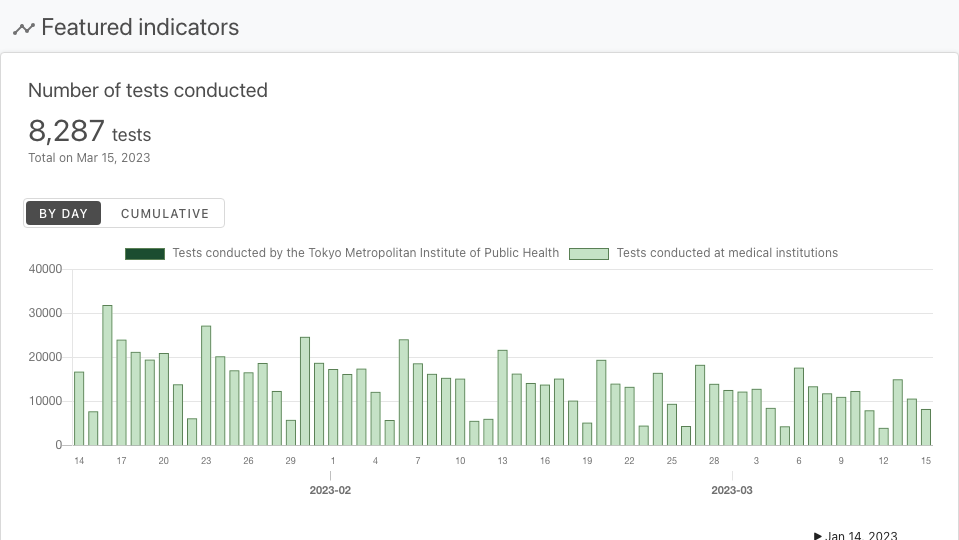 Featured indicators
Number of tests conducted
8,287 tests
Total on Mar 15, 2023
BY DAY CUMULATIVE
Tests conducted by the Tokyo Metropolitan Institute of Public Health Tests conducted at medical institutions
40000
30000
20000
10000
0
14 17 20 23 26 29 1 4 7 10 13 16 19 22 25 28 3 6 9 12 15
2023-02 2023-03
Jan 14, 2023